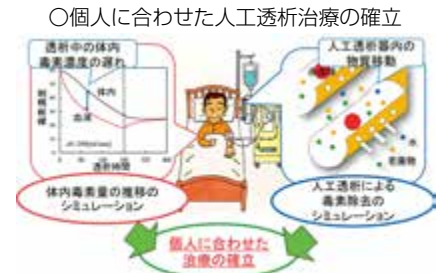 ○個人に合わせた人工透析治療の確立
透析中の体内
毒素濃度の遅れ
体内
血液
透析時間
体内毒素量の推移の
シミュレーション
人工透析器内の
物質移動
水
老廃物
人工透析による
毒素除去の
シミュレーション
個人に合わせた
治療の確立